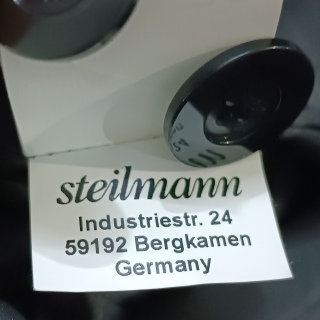 steilmann
Industriestr. 24
59192 Bergkamen
Germany